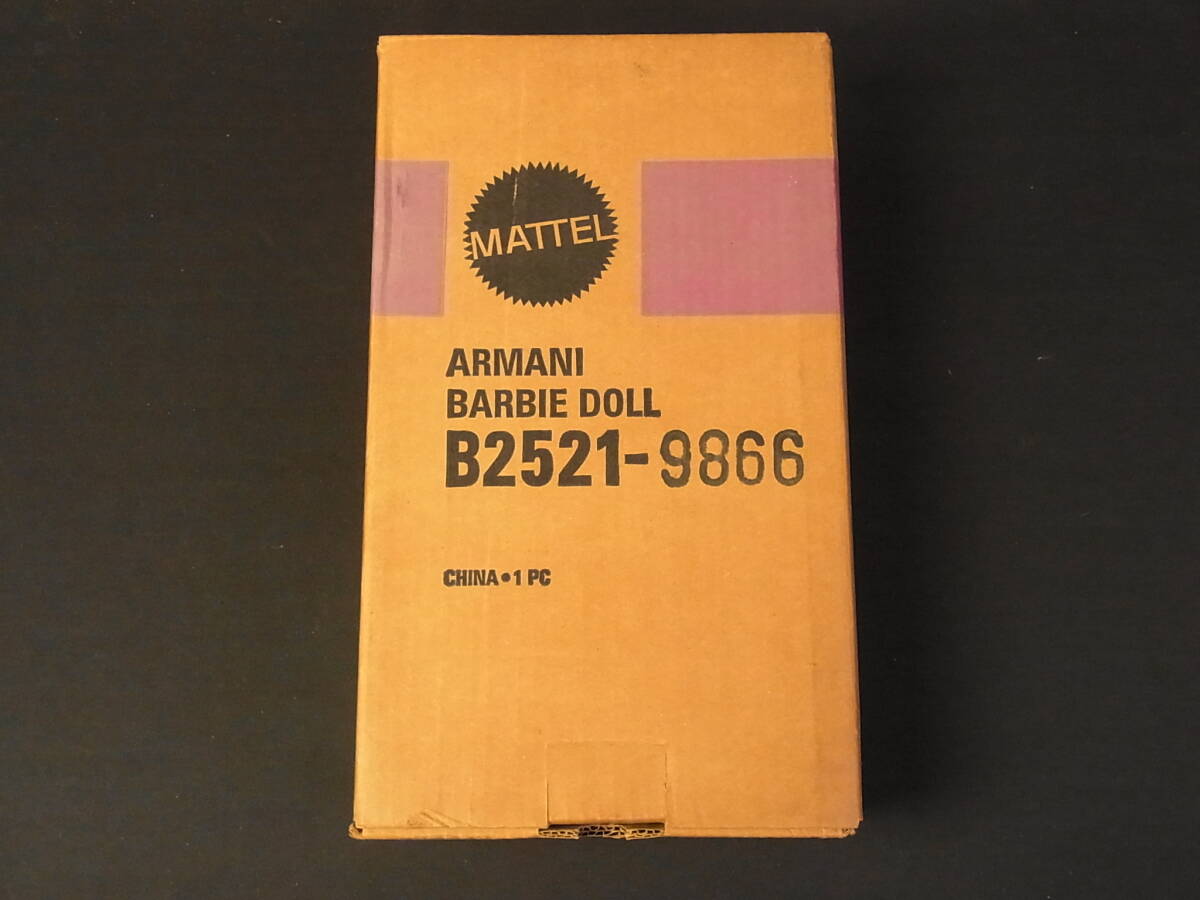 MATTEL
ARMANI
BARBIE DOLL
B2521-9866
CHINA•1 PC